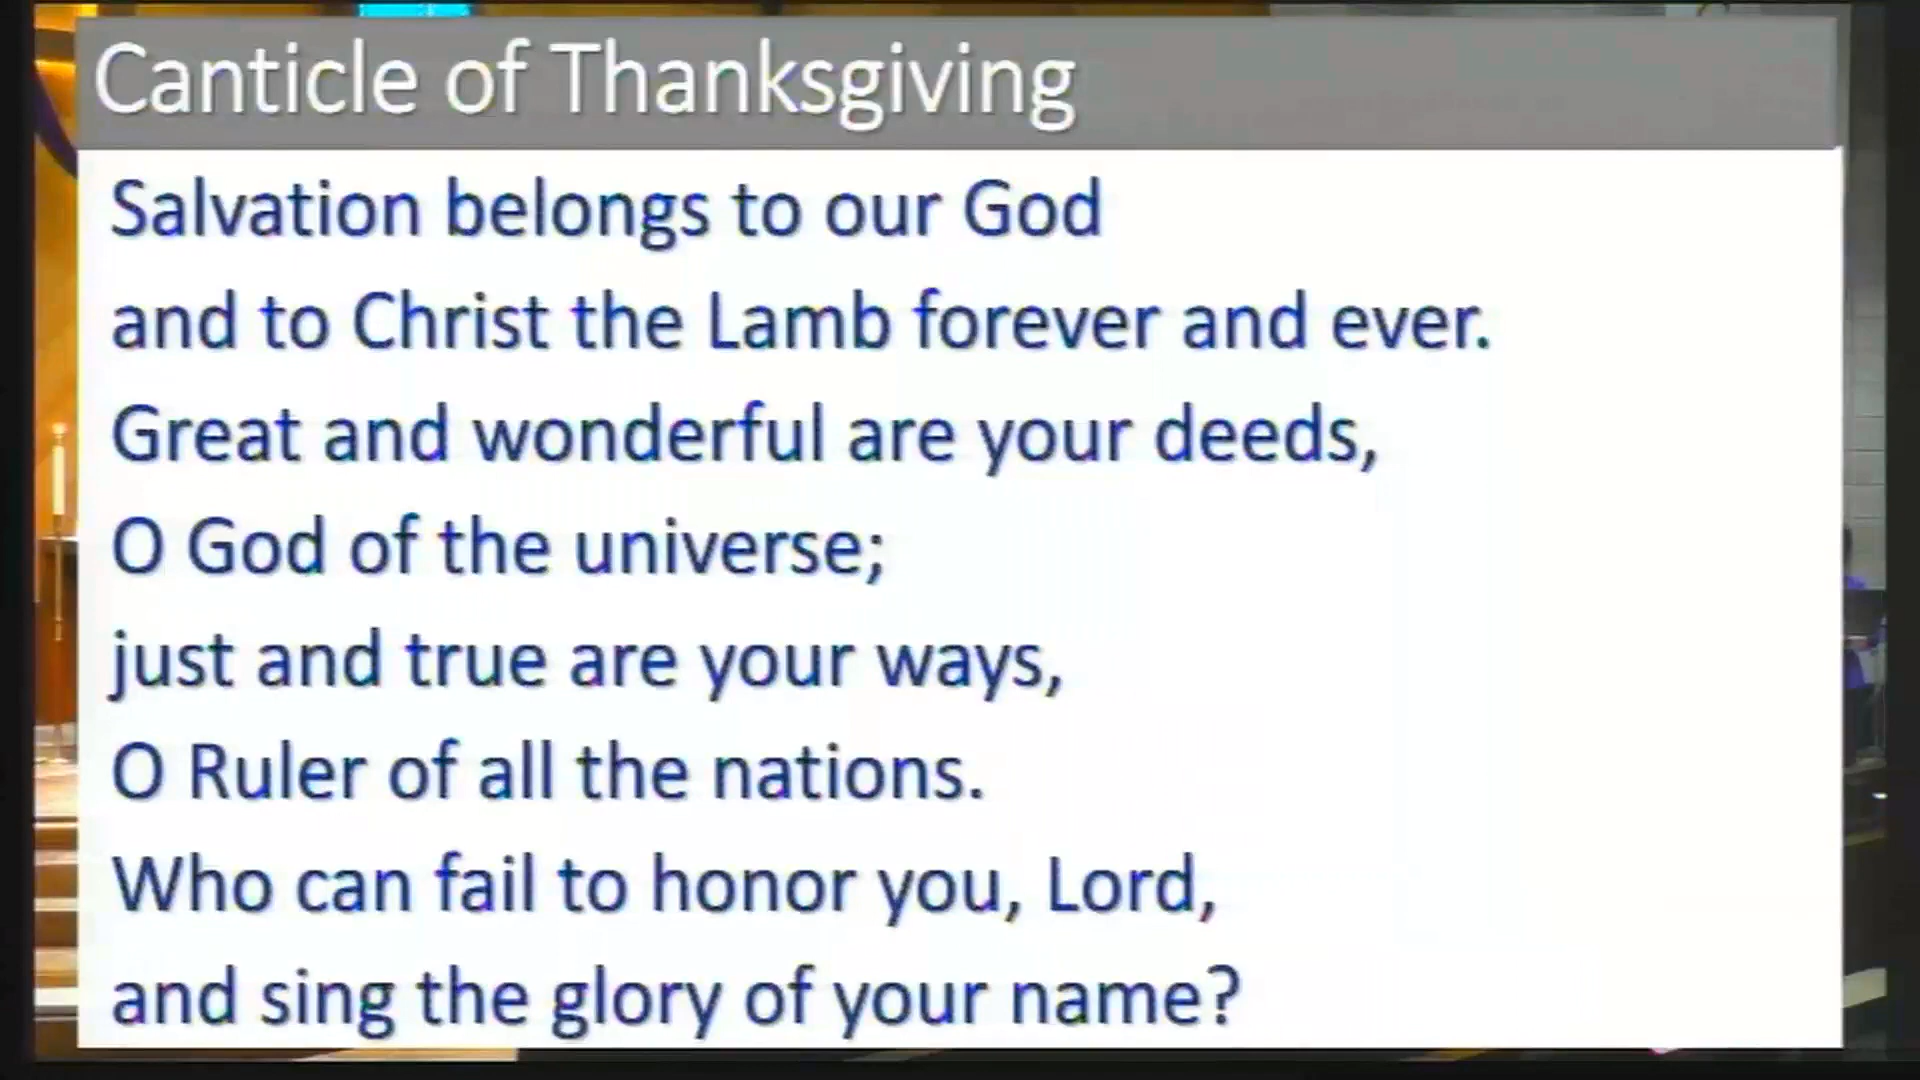 Canticle of Thanksgiving
Salvation belongs to our God
and to Christ the Lamb forever and ever.
Great and wonderful are your deeds,
O God of the universe;
just and true are your ways,
O Ruler of all the nations.
Who can fail to honor you, Lord,
and sing the glory of your name?